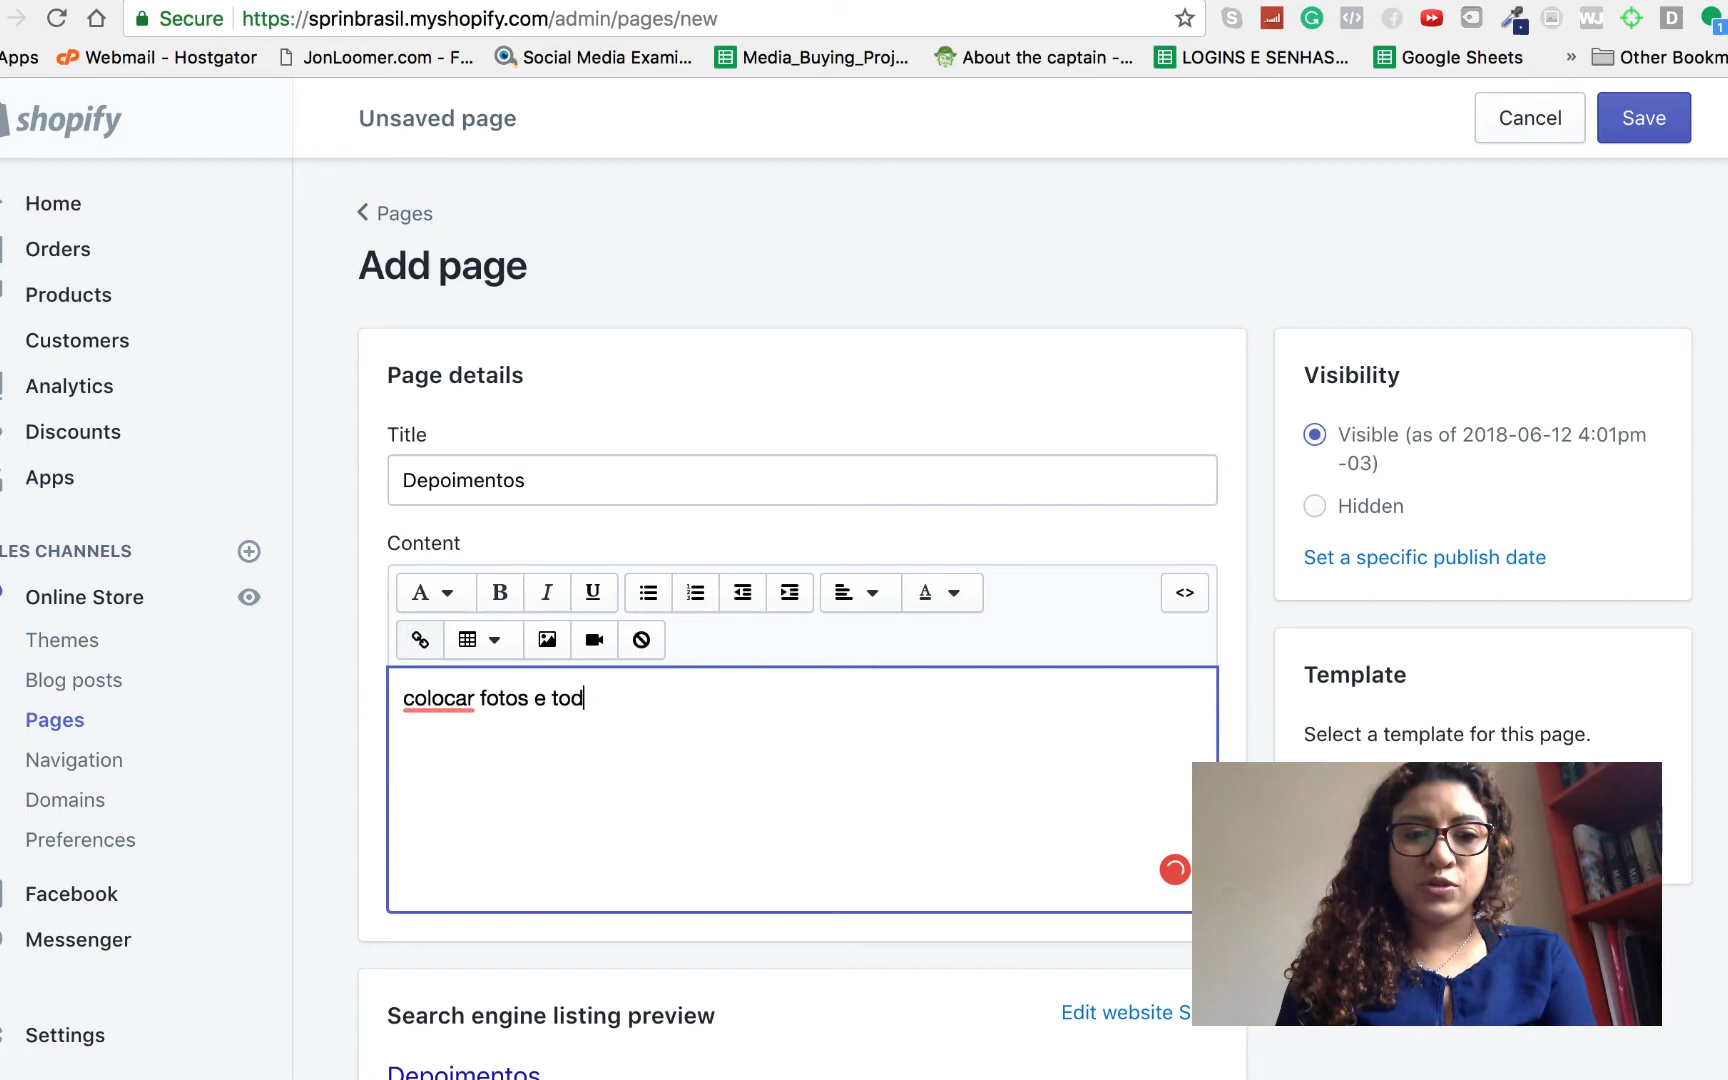 Secure https://sprinbrasil.myshopify.com/admin/pages/new
Apps Webmail - Hostgator JonLoomer.com - F... Social Media Exami... Media_Buying_Proj... About the captain -... LOGINS E SENHAS... Google Sheets » Other Bookm
shopify
Unsaved page
Cancel
Save
Home
Orders
Products
Customers
Analytics
Discounts
Apps
LES CHANNELS
Online Store
Themes
Blog posts
Pages
Navigation
Domains
Preferences
Facebook
Messenger
Settings
Pages
Add page
Page details
Title
Depoimentos
Content
A B I U A <>
colocar fotos e tod
Search engine listing preview
Edit website S
Depoimentos
Visibility
Visible (as of 2018-06-12 4:01pm
-03)
Hidden
Set a specific publish date
Template
Select a template for this page.